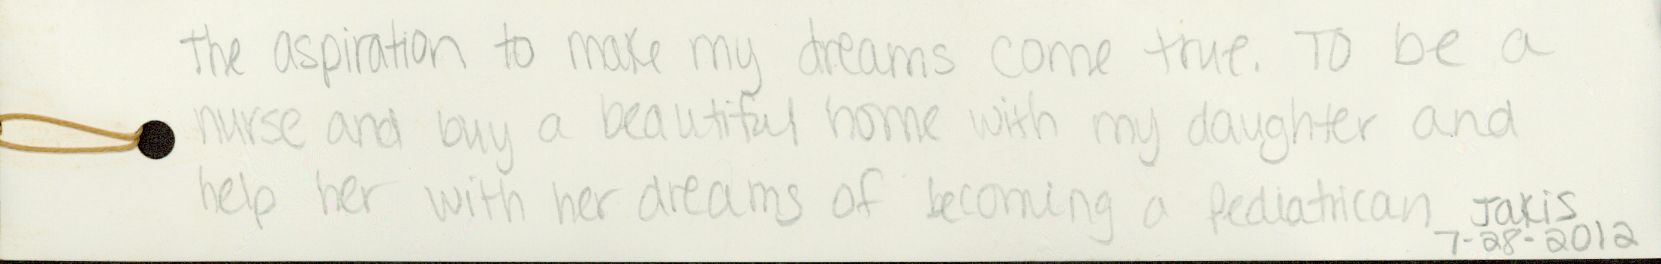 the aspiration to make my dreams come true. To be a
nurse and buy a beautiful home with my daughter and
help her with her dreams of becoming a Pediatrican Jakis
7-28-2012